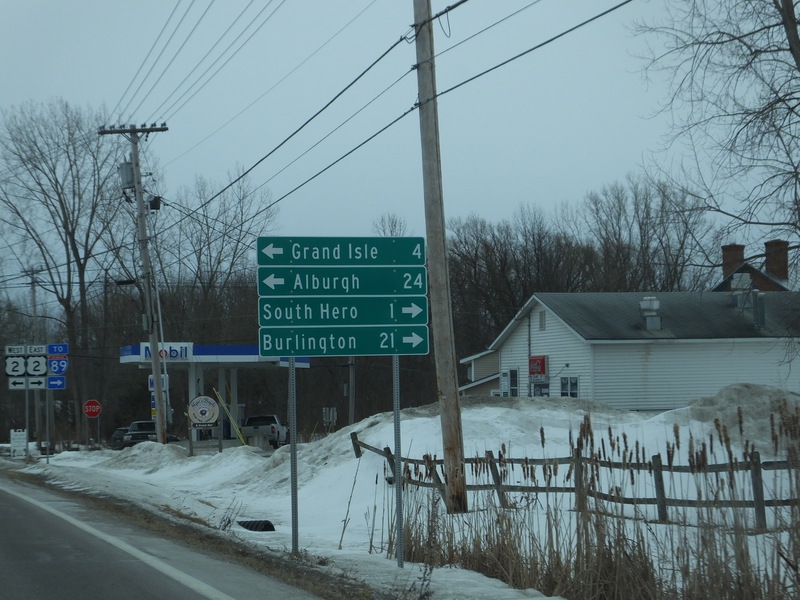 Grand Isle 4
Alburgh 24
South Hero 1
Burlington 21
Mobil
WEST EAST TO
2 2 89
STOP